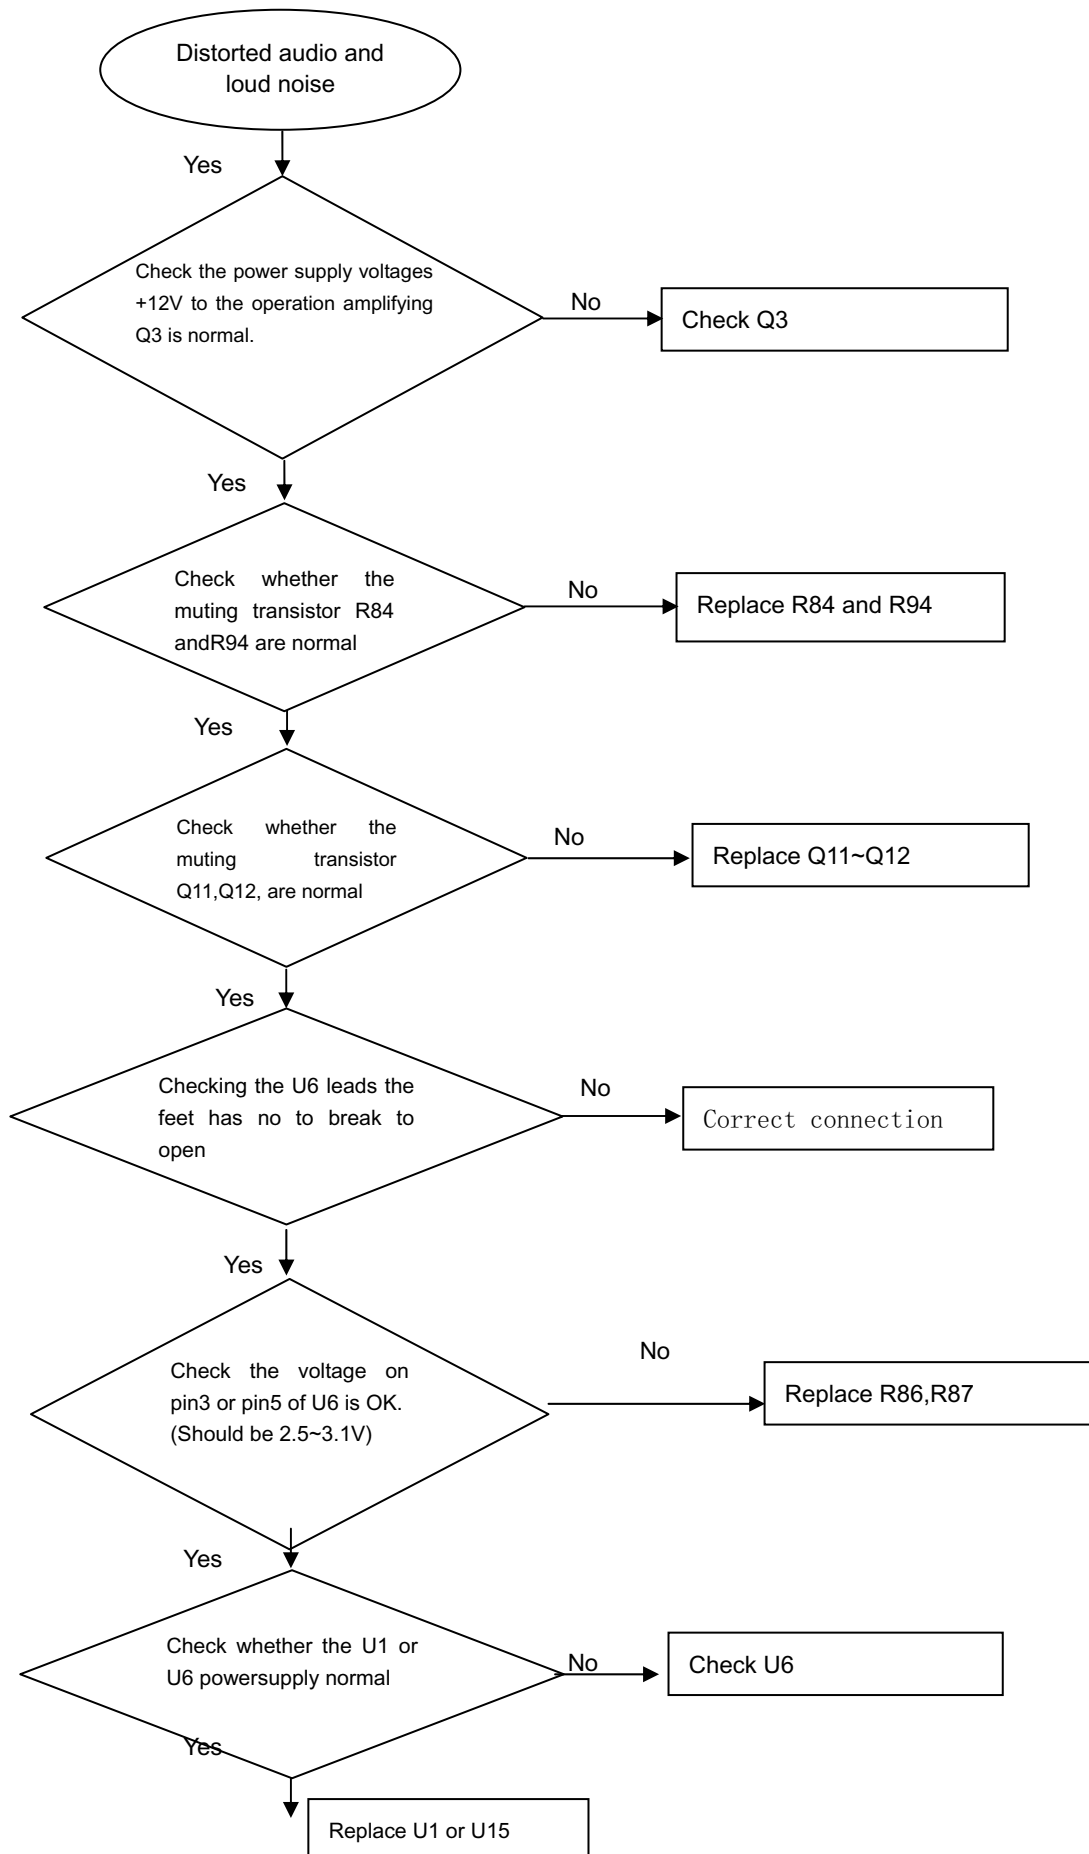 Distorted audio and
loud noise
Yes
Check the power supply voltages
+12V to the operation amplifying
Q3 is normal.
No
Check Q3
Yes
Check whether the
muting transistor R84
andR94 are normal
No
Replace R84 and R94
Yes
Check whether the
muting transistor
Q11,Q12, are normal
No
Replace Q11~Q12
Yes
Checking the U6 leads the
feet has no to break to
open
No
Correct connection
Yes
Check the voltage on
pin3 or pin5 of U6 is OK.
(Should be 2.5~3.1V)
No
Replace R86,R87
Yes
Check whether the U1 or
U6 powersupply normal
No
Check U6
Yes
Replace U1 or U15